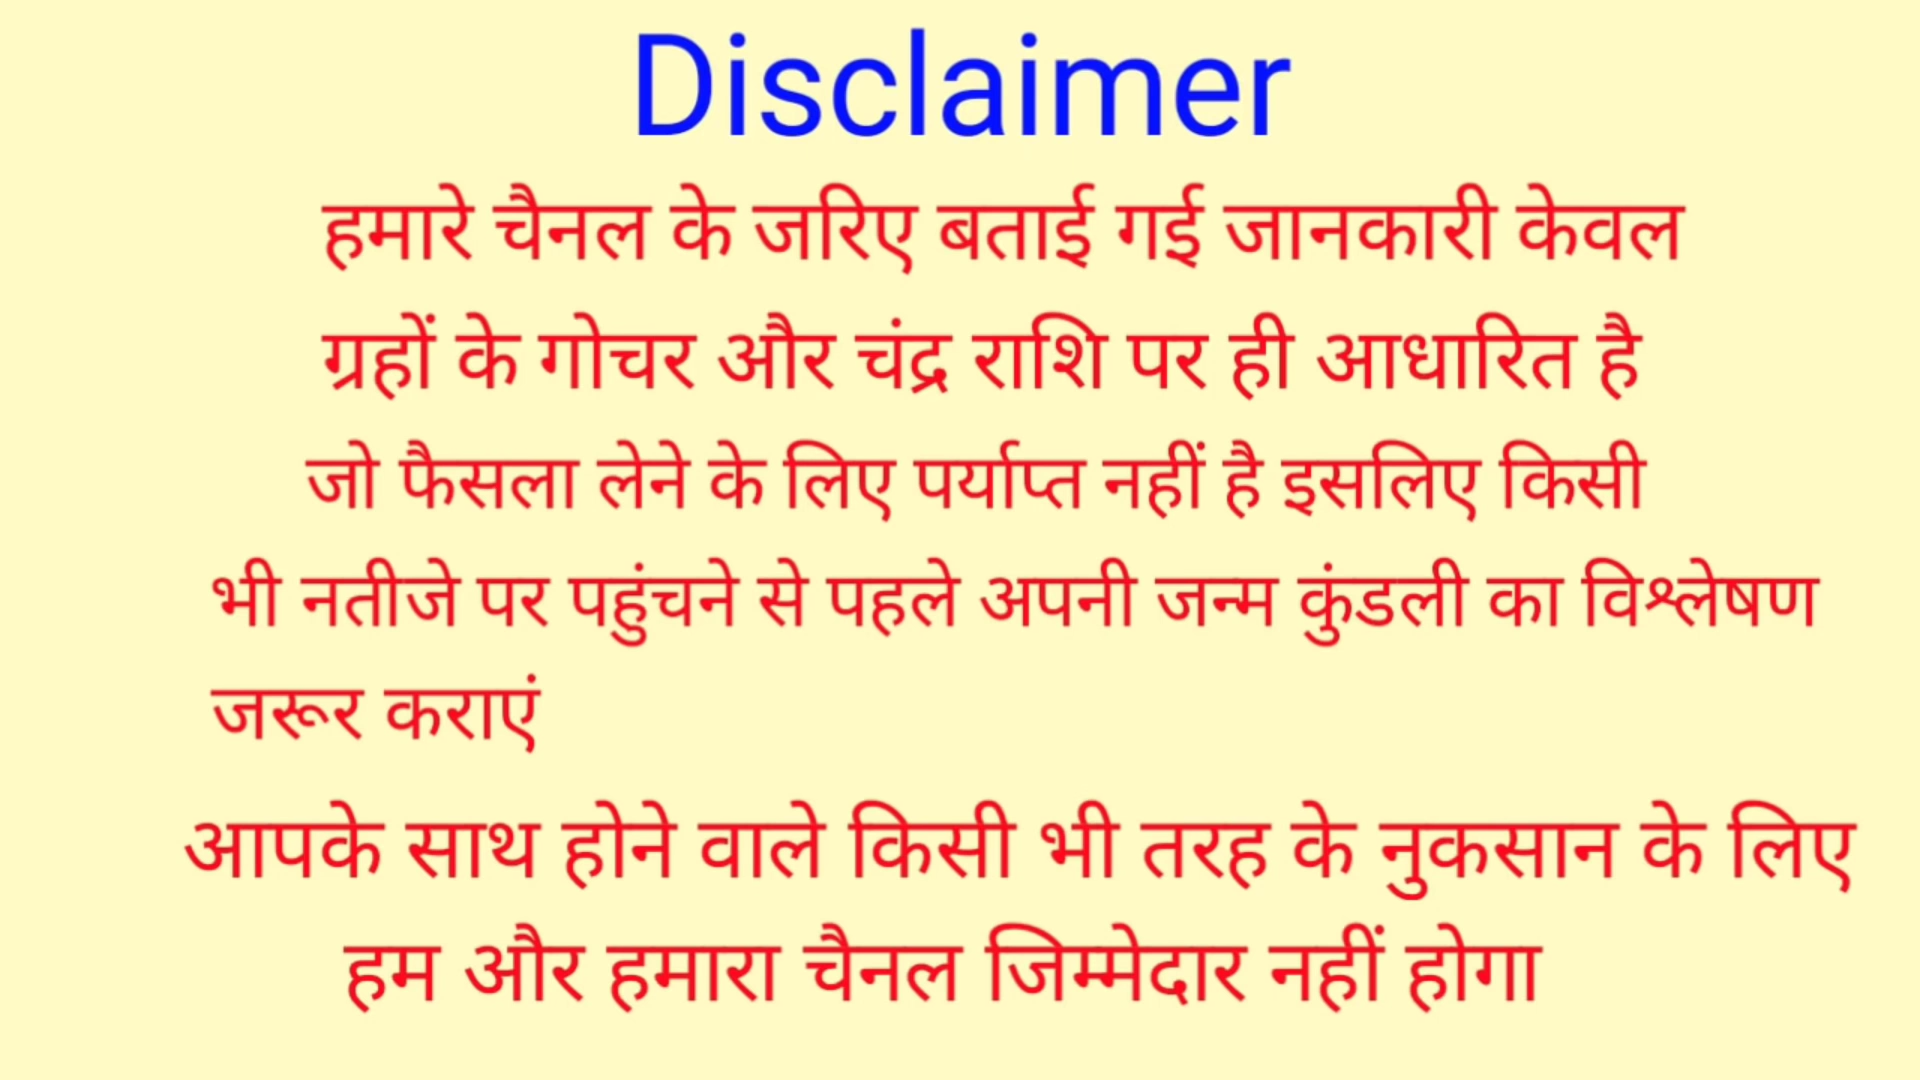 Disclaimer
हमारे चैनल के जरिए बताई गई जानकारी केवल
ग्रहों के गोचर और चंद्र राशि पर ही आधारित है
जो फैसला लेने के लिए पर्याप्त नहीं है इसलिए किसी
भी नतीजे पर पहुंचने से पहले अपनी जन्म कुंडली का विश्लेषण
जरूर कराएं
आपके साथ होने वाले किसी भी तरह के नुकसान के लिए
हम और हमारा चैनल जिम्मेदार नहीं होगा